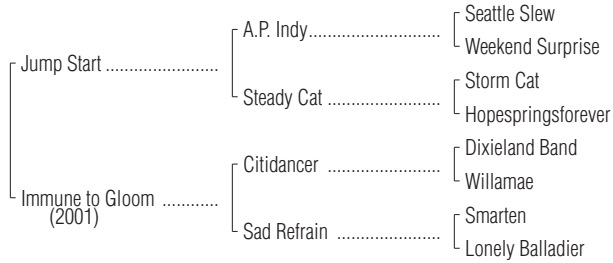 Seattle Slew
A.P. Indy
Weekend Surprise
Jump Start
Storm Cat
Steady Cat
Hopespringsforever
Dixieland Band
Citidancer
Willamae
Immune to Gloom
(2001)
Smarten
Sad Refrain
Lonely Balladier